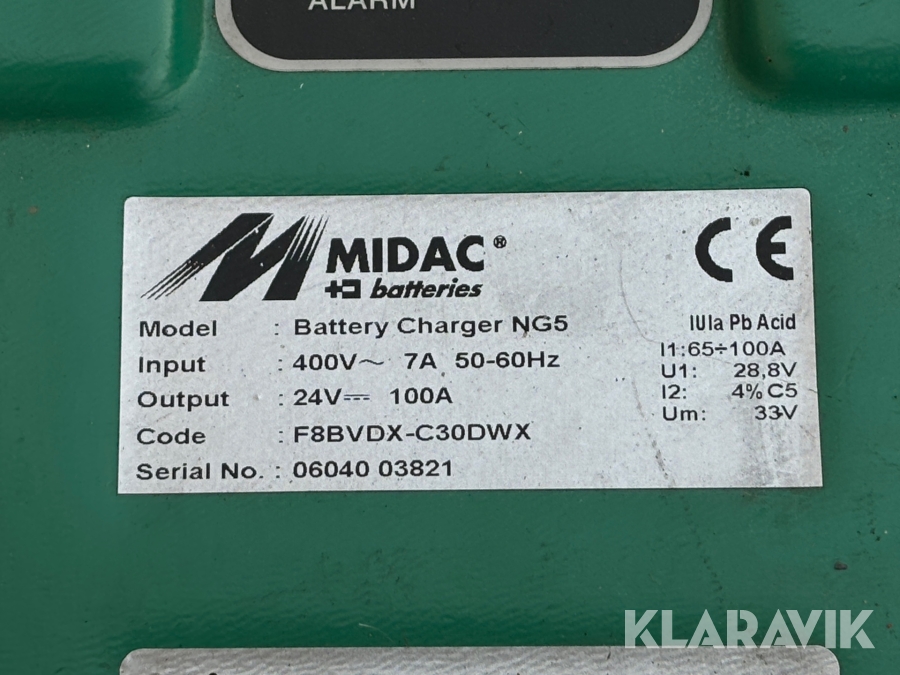 ALARM
MIDAC®
batteries
CE
Model : Battery Charger NG5
Input : 400V~ 7A 50-60Hz
Output : 24V⎓ 100A
Code : F8BVDX-C30DWX
Serial No. : 06040 03821
IUIa Pb Acid
I1:65÷100A
U1: 28,8V
I2: 4% C5
Um: 33V
KLARAVIK